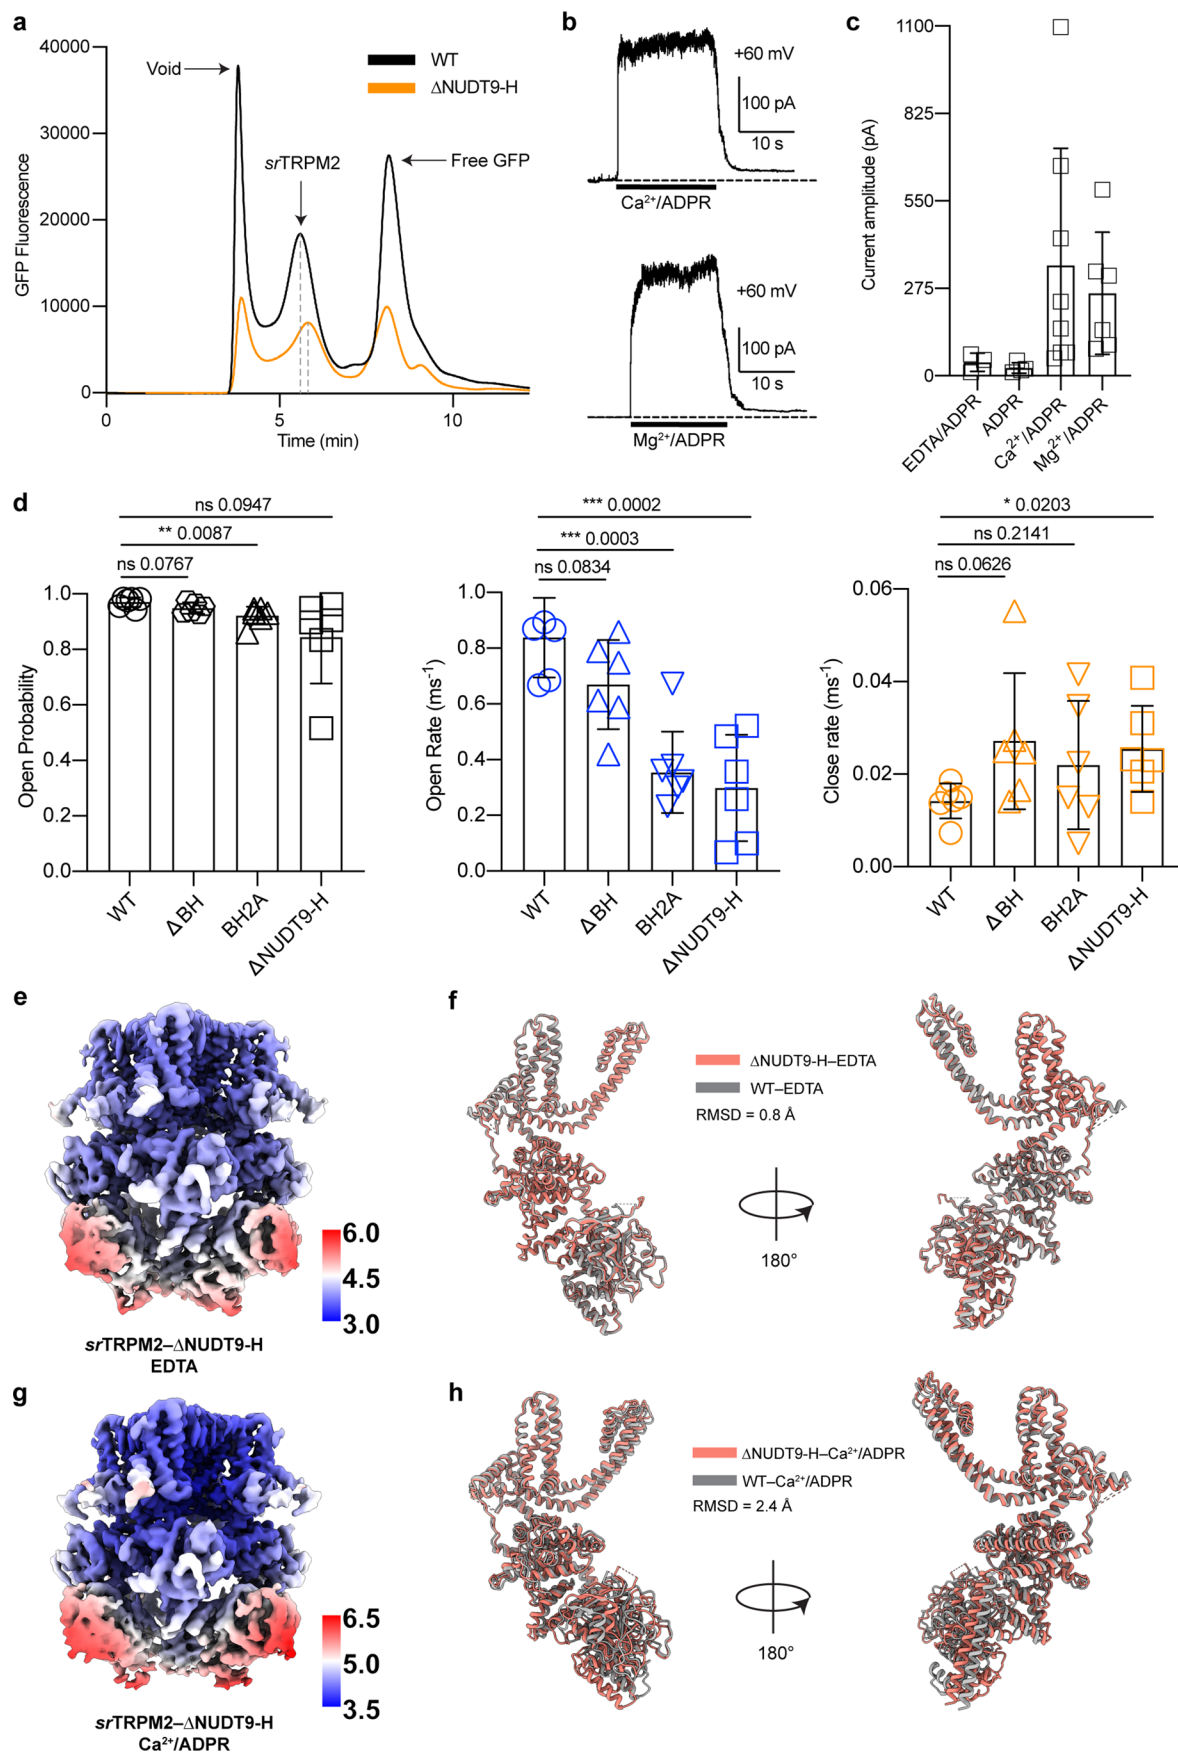 a
40000
30000
20000
10000
0
GFP Fluorescence
0
5
10
Time (min)
Void
srTRPM2
Free GFP
WT
ΔNUDT9-H
b
+60 mV
100 pA
10 s
Ca²⁺/ADPR
+60 mV
100 pA
10 s
Mg²⁺/ADPR
c
1100
825
550
275
0
Current amplitude (pA)
EDTA/ADPR
ADPR
Ca²⁺/ADPR
Mg²⁺/ADPR
d
ns 0.0947
** 0.0087
ns 0.0767
1.0
0.8
0.6
0.4
0.2
0.0
Open Probability
WT
ΔBH
BH2A
ΔNUDT9-H
*** 0.0002
*** 0.0003
ns 0.0834
1.0
0.8
0.6
0.4
0.2
0.0
Open Rate (ms⁻¹)
WT
ΔBH
BH2A
ΔNUDT9-H
* 0.0203
ns 0.2141
ns 0.0626
0.06
0.04
0.02
0.00
Close rate (ms⁻¹)
WT
ΔBH
BH2A
ΔNUDT9-H
e
6.0
4.5
3.0
srTRPM2–ΔNUDT9-H
EDTA
f
ΔNUDT9-H–EDTA
WT–EDTA
RMSD = 0.8 Å
180°
g
6.5
5.0
3.5
srTRPM2–ΔNUDT9-H
Ca²⁺/ADPR
h
ΔNUDT9-H–Ca²⁺/ADPR
WT–Ca²⁺/ADPR
RMSD = 2.4 Å
180°